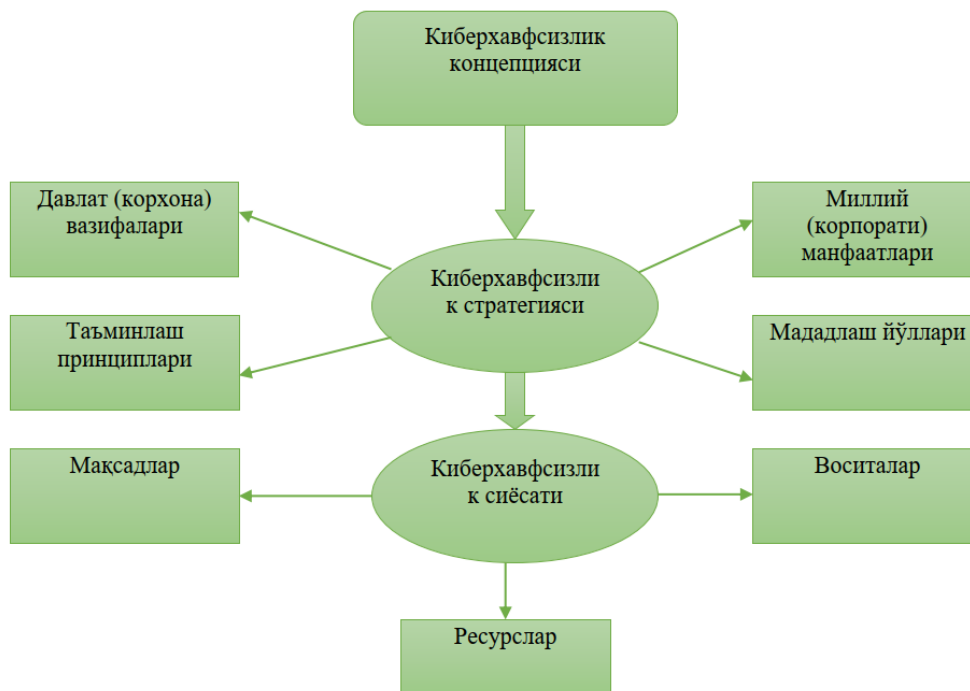 Киберхавфсизлик
концепцияси
Давлат (корхона)
вазифалари
Миллий
(корпорати)
манфаатлари
Киберхавфсизли
к стратегияси
Таъминлаш
принциплари
Мададлаш йўллари
Мақсадлар
Киберхавфсизли
к сиёсати
Воситалар
Ресурслар